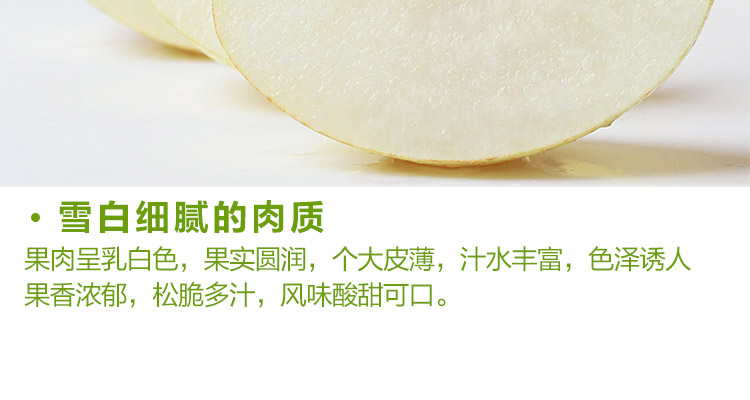 • 雪白细腻的肉质
果肉呈乳白色，果实圆润，个大皮薄，汁水丰富，色泽诱人
果香浓郁，松脆多汁，风味酸甜可口。